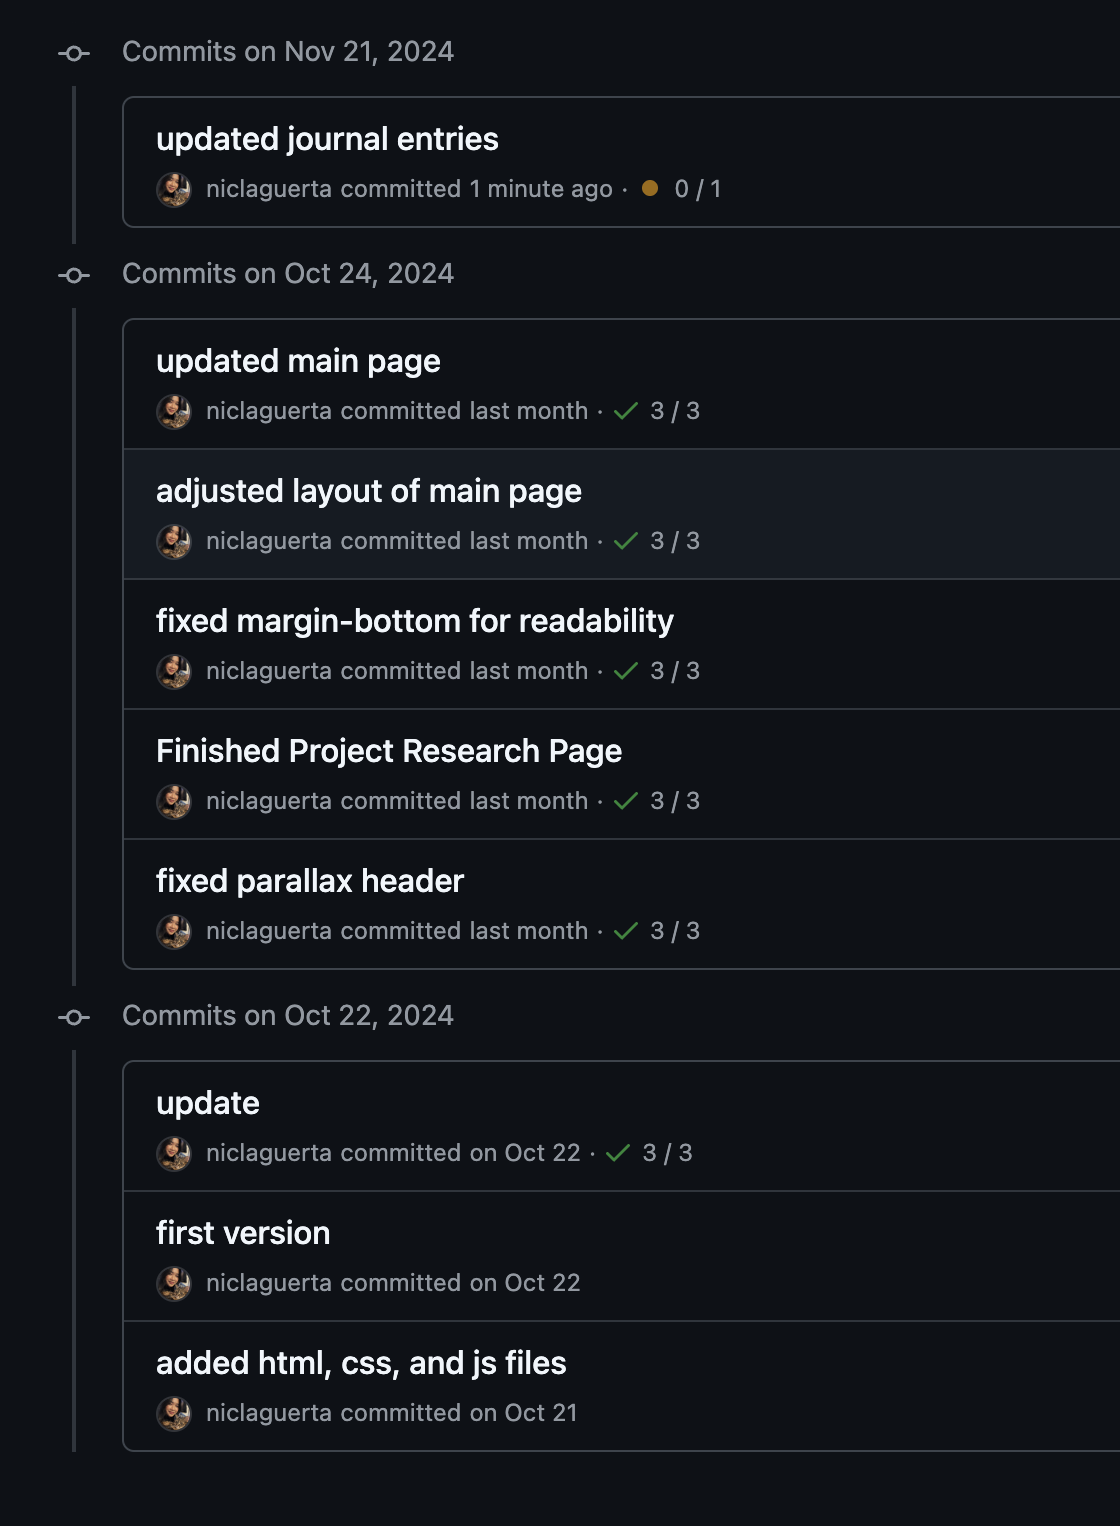 Commits on Nov 21, 2024
updated journal entries
niclaguerta committed 1 minute ago · 0 / 1
Commits on Oct 24, 2024
updated main page
niclaguerta committed last month · 3 / 3
adjusted layout of main page
niclaguerta committed last month · 3 / 3
fixed margin-bottom for readability
niclaguerta committed last month · 3 / 3
Finished Project Research Page
niclaguerta committed last month · 3 / 3
fixed parallax header
niclaguerta committed last month · 3 / 3
Commits on Oct 22, 2024
update
niclaguerta committed on Oct 22 · 3 / 3
first version
niclaguerta committed on Oct 22
added html, css, and js files
niclaguerta committed on Oct 21